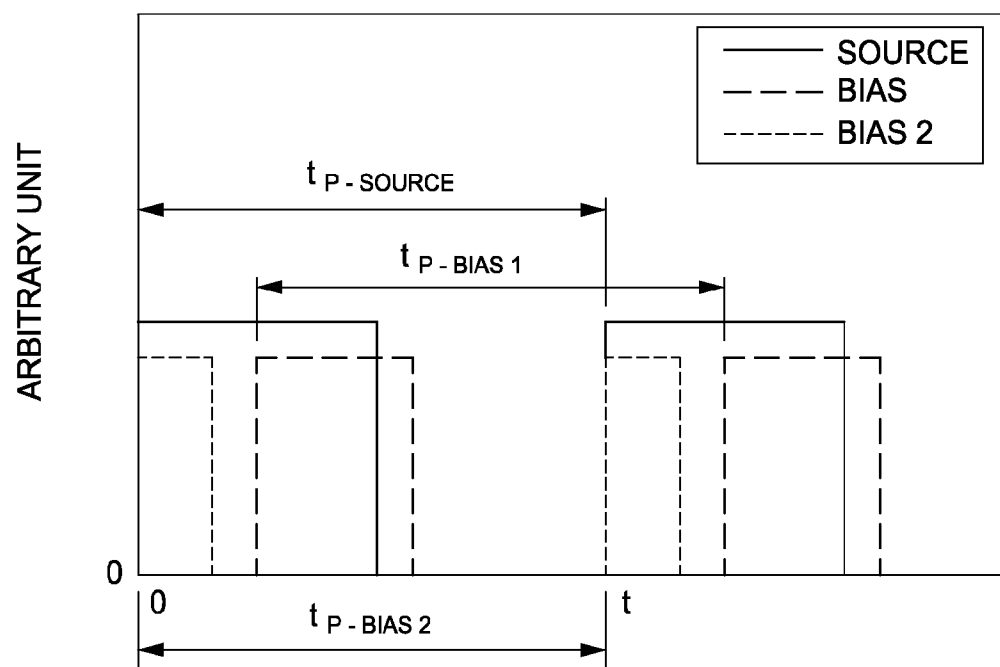 SOURCE
BIAS
BIAS 2
t P - SOURCE
t P - BIAS 1
ARBITRARY UNIT
0
0
t
t P - BIAS 2